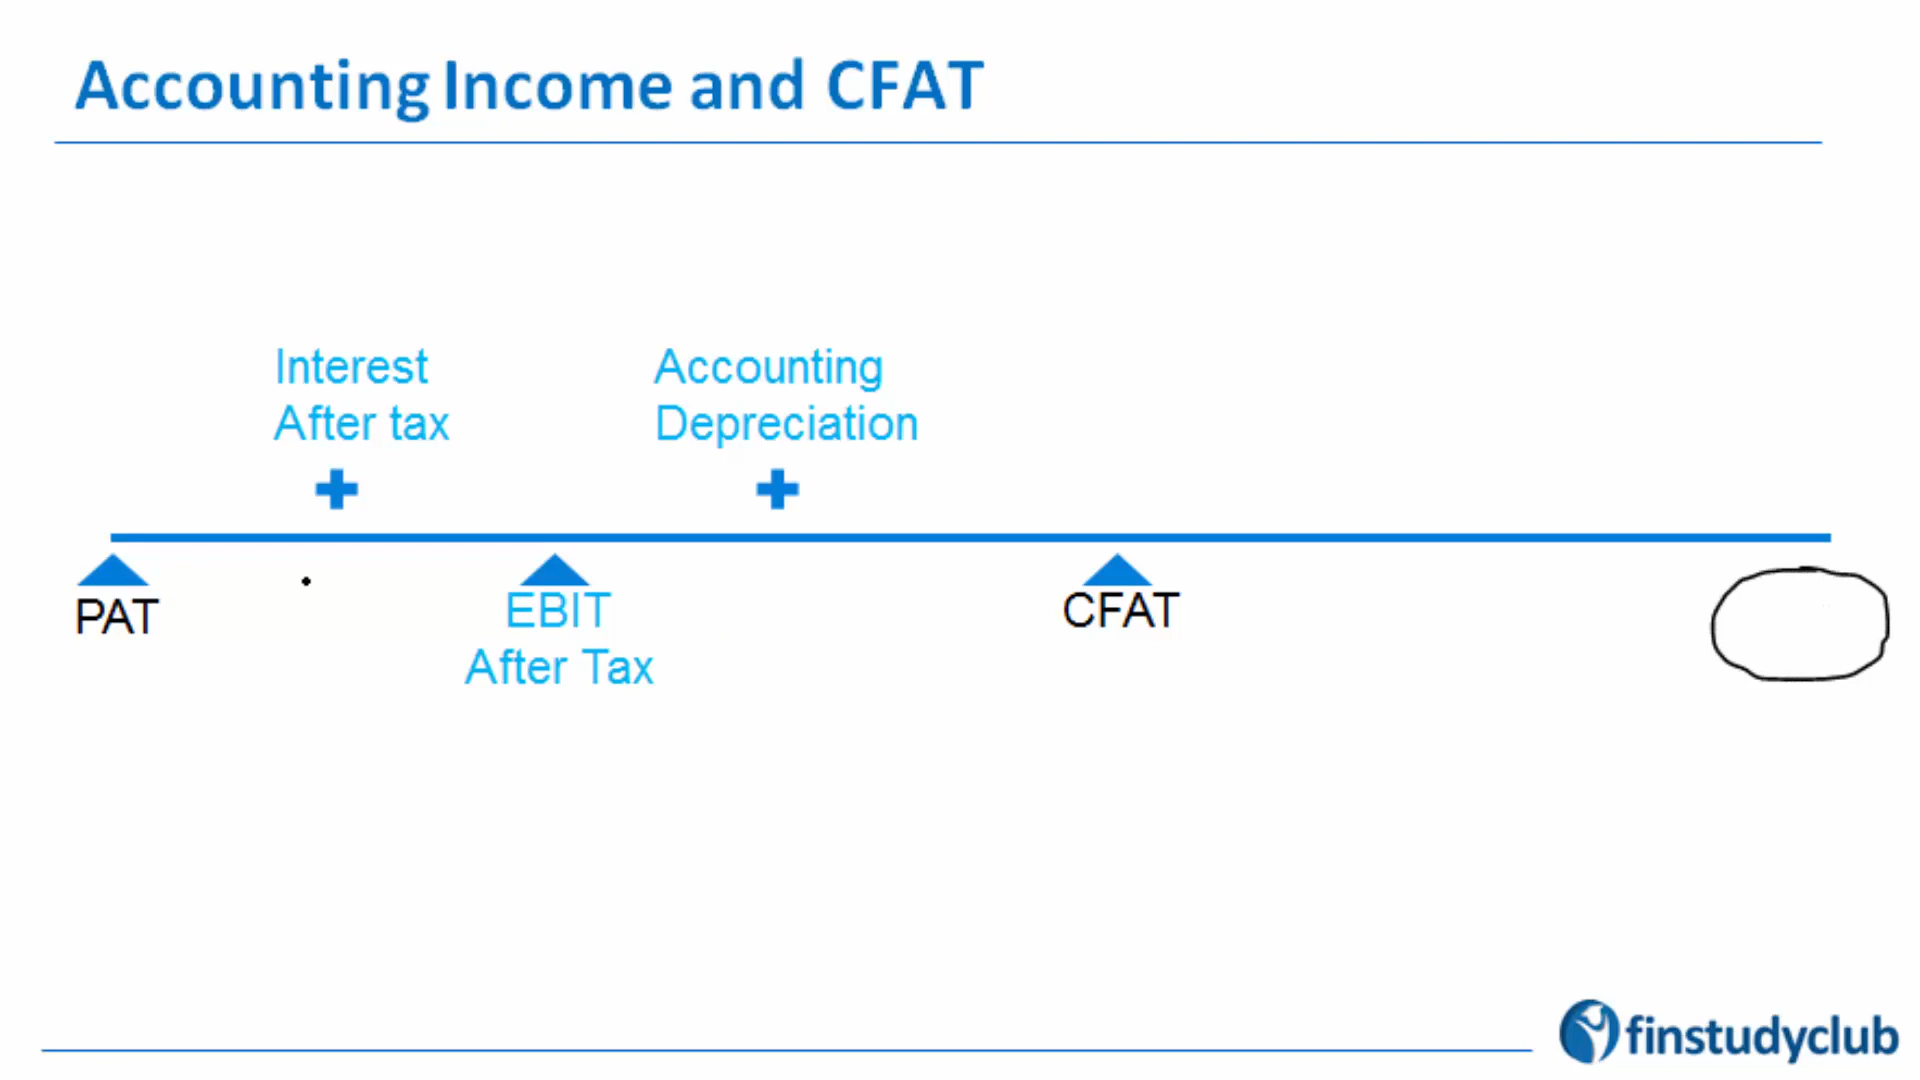 Accounting Income and CFAT
Interest
After tax
Accounting
Depreciation
PAT
EBIT
After Tax
CFAT
finstudyclub